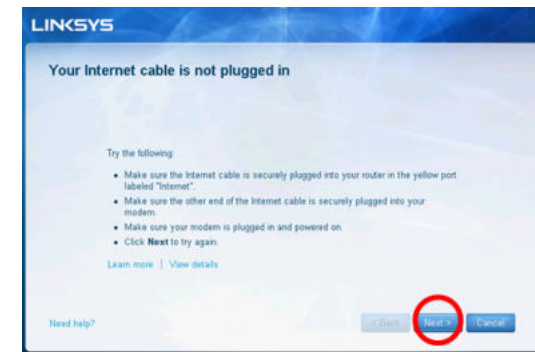 LINKSYS
Your Internet cable is not plugged in
Try the following:
• Make sure the Internet cable is securely plugged into your router in the yellow port
labeled "Internet".
• Make sure the other end of the Internet cable is securely plugged into your
modem.
• Make sure your modem is plugged in and powered on.
• Click Next to try again.
Learn more | View details
Need help? < Back Next > Cancel